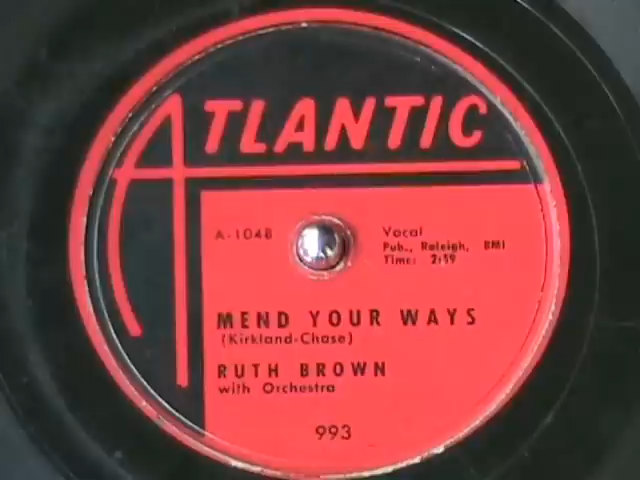 ATLANTIC
A-1048
Vocal
Pub., Raleigh, BMI
Time: 2:59
MEND YOUR WAYS
(Kirkland-Chase)
RUTH BROWN
with Orchestra
993